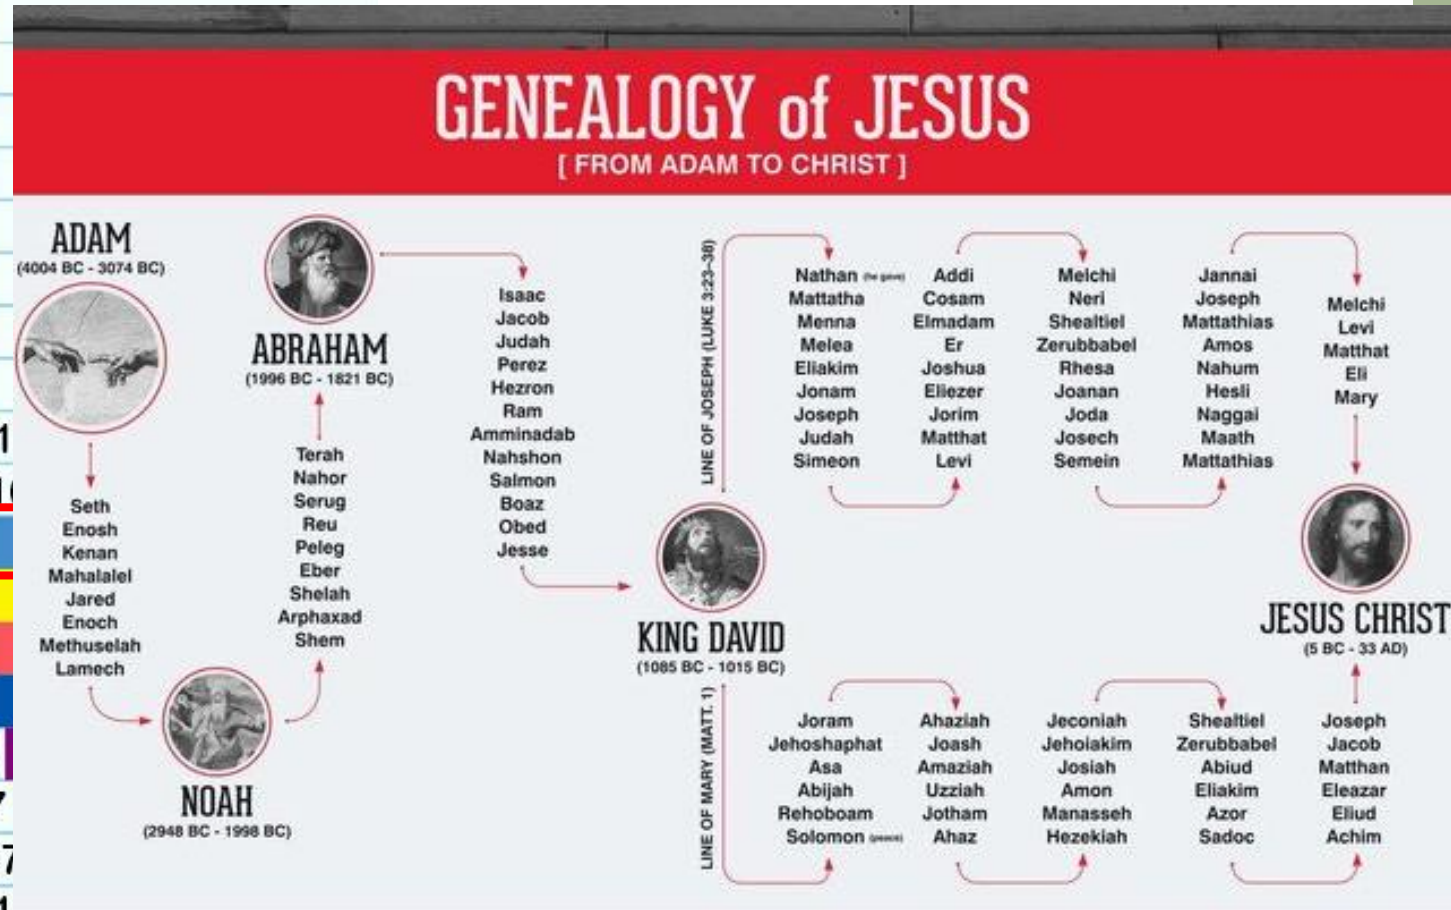 GENEALOGY of JESUS
[ FROM ADAM TO CHRIST ]
ADAM
(4004 BC - 3074 BC)
Seth
Enosh
Kenan
Mahalalel
Jared
Enoch
Methuselah
Lamech
NOAH
(2948 BC - 1998 BC)
ABRAHAM
(1996 BC - 1821 BC)
Terah
Nahor
Serug
Reu
Peleg
Eber
Shelah
Arphaxad
Shem
Isaac
Jacob
Judah
Perez
Hezron
Ram
Amminadab
Nahshon
Salmon
Boaz
Obed
Jesse
KING DAVID
(1085 BC - 1015 BC)
LINE OF JOSEPH (LUKE 3:23–38)
Nathan (he gave)
Mattatha
Menna
Melea
Eliakim
Jonam
Joseph
Judah
Simeon
Addi
Cosam
Elmadam
Er
Joshua
Eliezer
Jorim
Matthat
Levi
Melchi
Neri
Shealtiel
Zerubbabel
Rhesa
Joanan
Joda
Josech
Semein
Jannai
Joseph
Mattathias
Amos
Nahum
Hesli
Naggai
Maath
Mattathias
Melchi
Levi
Matthat
Eli
Mary
JESUS CHRIST
(5 BC - 33 AD)
LINE OF MARY (MATT. 1)
Joram
Jehoshaphat
Asa
Abijah
Rehoboam
Solomon (peace)
Ahaziah
Joash
Amaziah
Uzziah
Jotham
Ahaz
Jeconiah
Jehoiakim
Josiah
Amon
Manasseh
Hezekiah
Shealtiel
Zerubbabel
Abiud
Eliakim
Azor
Sadoc
Joseph
Jacob
Matthan
Eleazar
Eliud
Achim